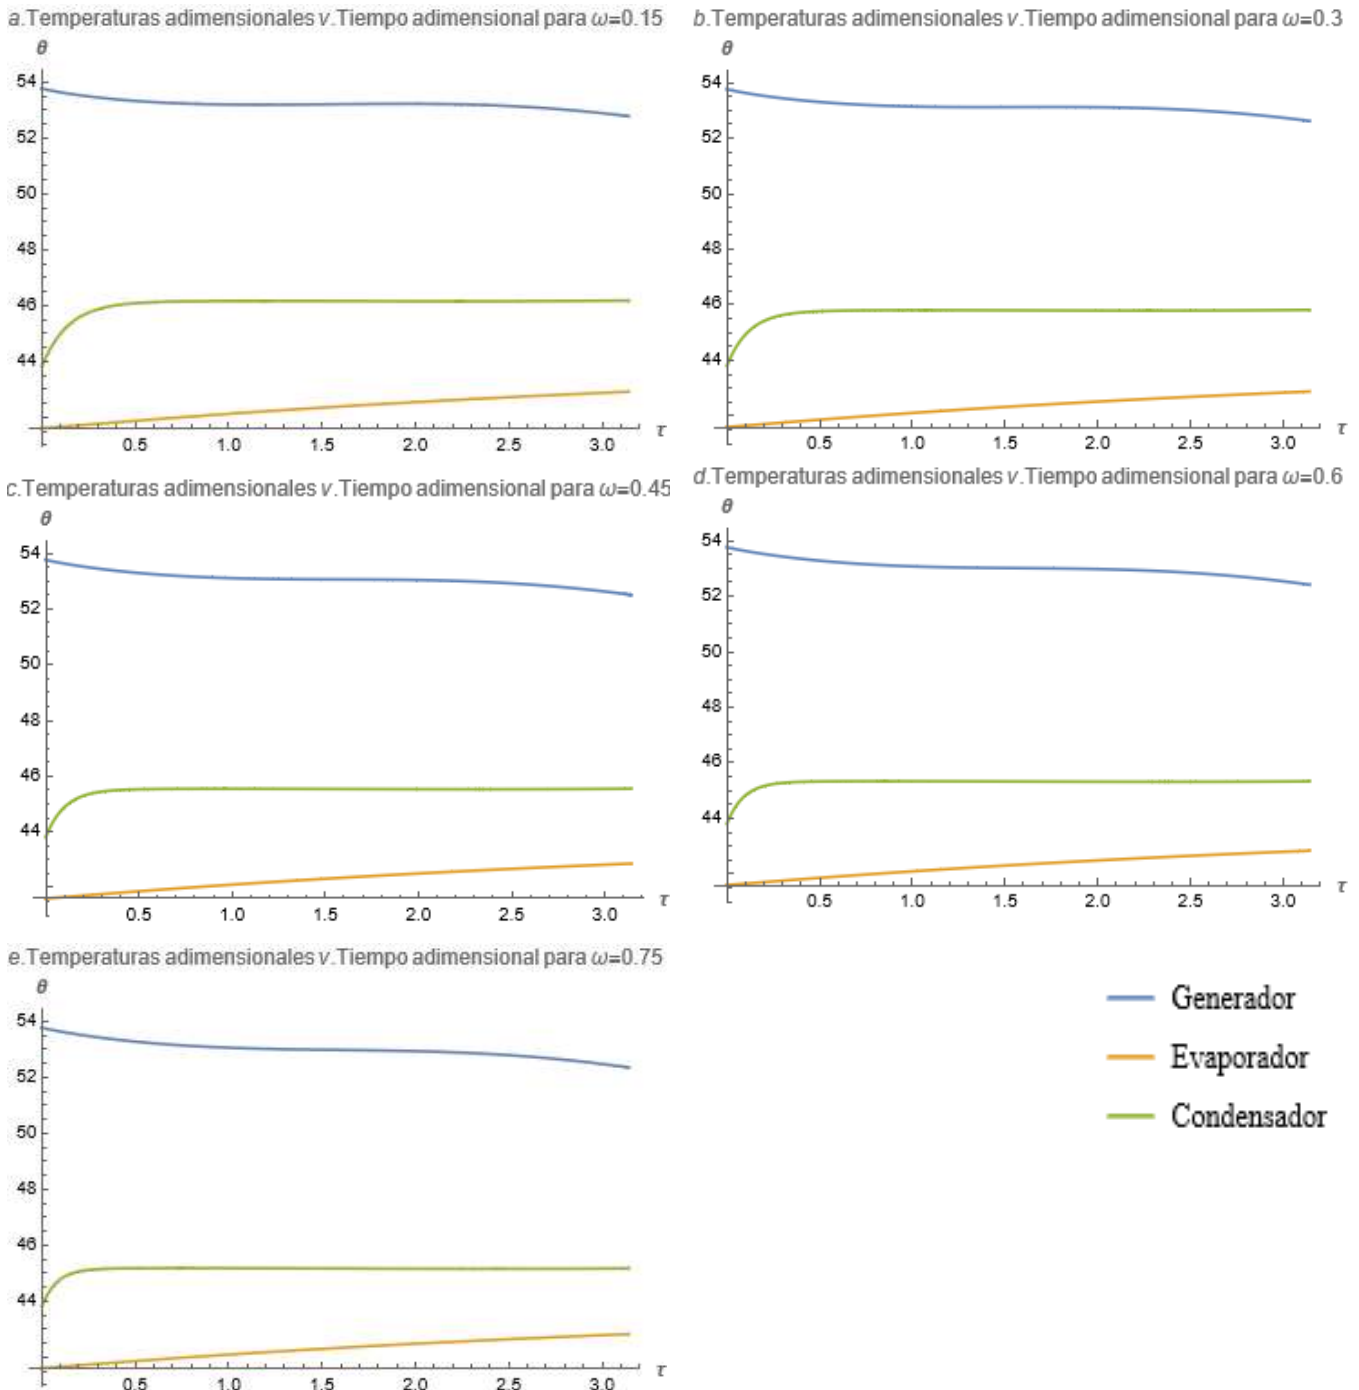 a.Temperaturas adimensionales v.Tiempo adimensional para ω=0.15
θ
54
52
50
48
46
44
0.5 1.0 1.5 2.0 2.5 3.0 τ
b.Temperaturas adimensionales v.Tiempo adimensional para ω=0.3
θ
54
52
50
48
46
44
0.5 1.0 1.5 2.0 2.5 3.0 τ
c.Temperaturas adimensionales v.Tiempo adimensional para ω=0.45
θ
54
52
50
48
46
44
0.5 1.0 1.5 2.0 2.5 3.0 τ
d.Temperaturas adimensionales v.Tiempo adimensional para ω=0.6
θ
54
52
50
48
46
44
0.5 1.0 1.5 2.0 2.5 3.0 τ
e.Temperaturas adimensionales v.Tiempo adimensional para ω=0.75
θ
54
52
50
48
46
44
0.5 1.0 1.5 2.0 2.5 3.0 τ
Generador
Evaporador
Condensador